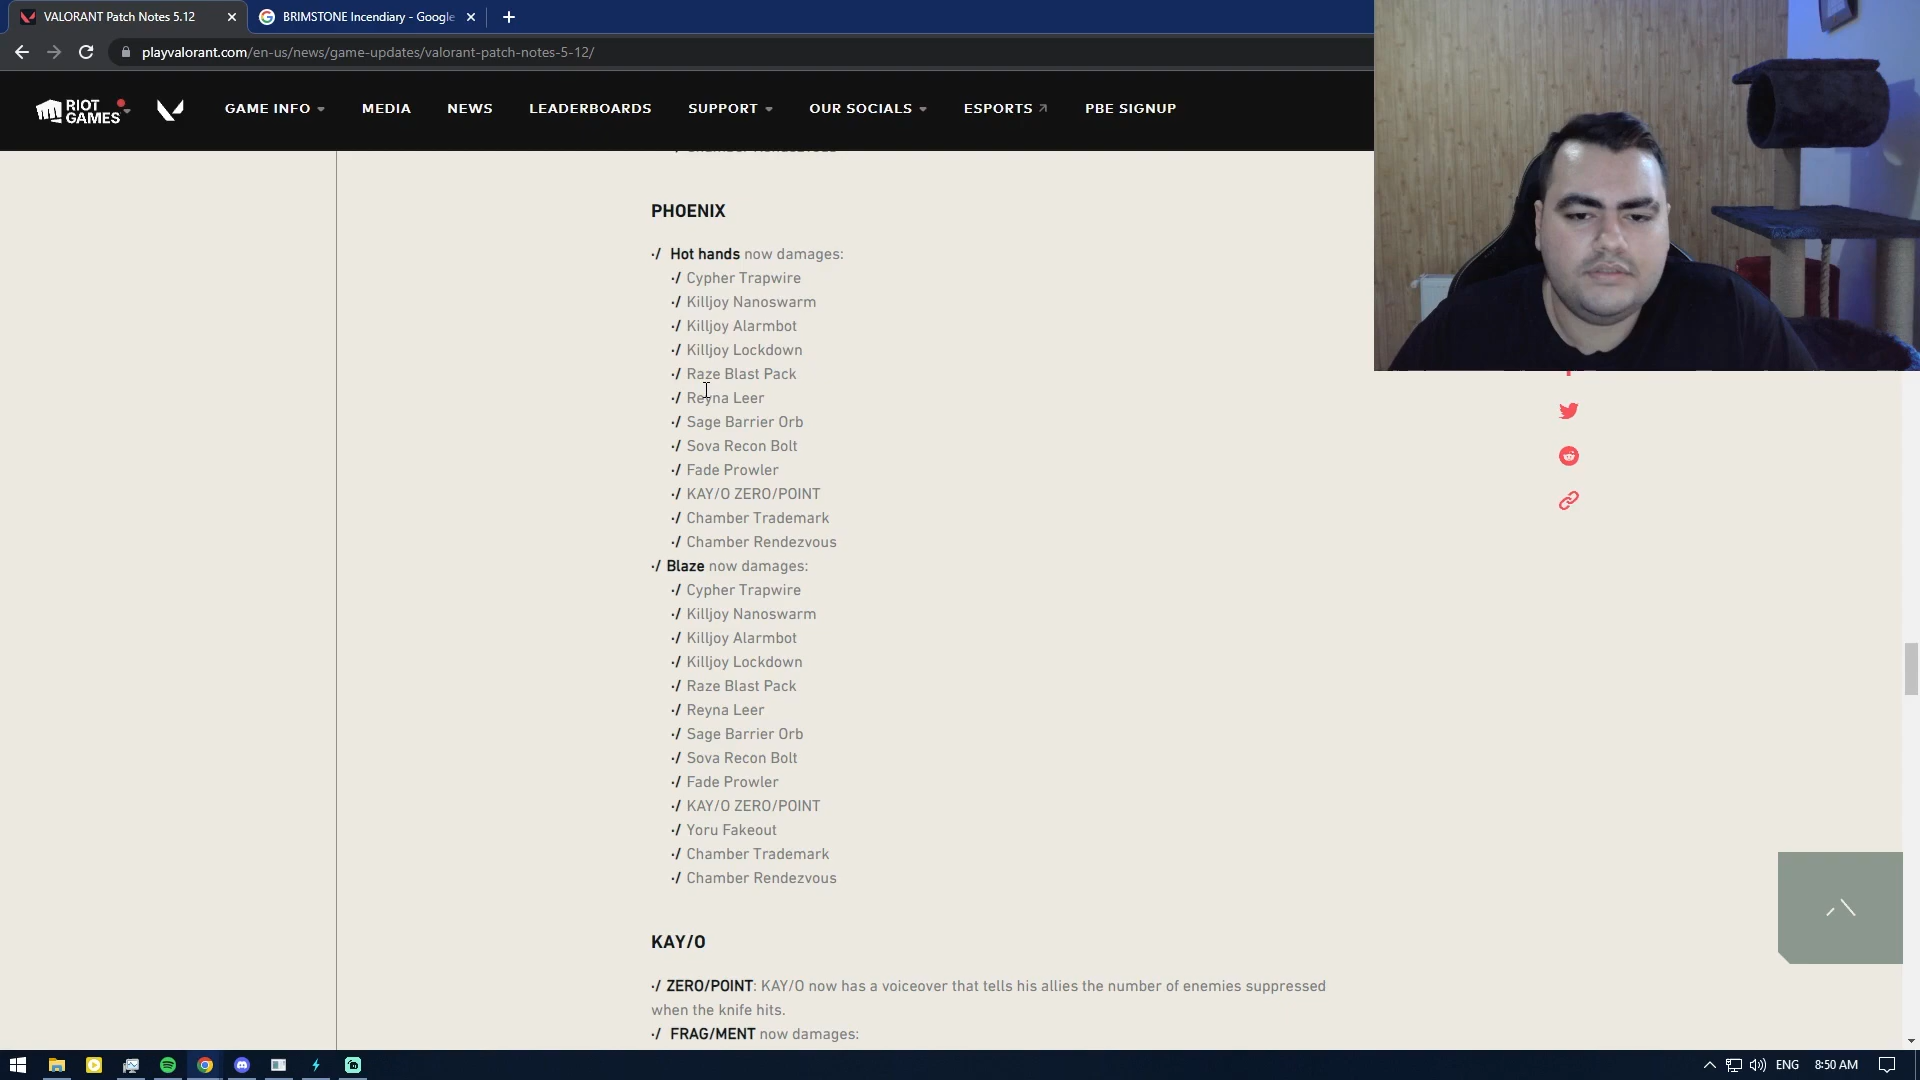 VALORANT Patch Notes 5.12
BRIMSTONE Incendiary - Google
playvalorant.com/en-us/news/game-updates/valorant-patch-notes-5-12/
RIOT GAMES
GAME INFO
MEDIA
NEWS
LEADERBOARDS
SUPPORT
OUR SOCIALS
ESPORTS
PBE SIGNUP
PHOENIX
·/ Hot hands now damages:
·/ Cypher Trapwire
·/ Killjoy Nanoswarm
·/ Killjoy Alarmbot
·/ Killjoy Lockdown
·/ Raze Blast Pack
·/ Reyna Leer
·/ Sage Barrier Orb
·/ Sova Recon Bolt
·/ Fade Prowler
·/ KAY/O ZERO/POINT
·/ Chamber Trademark
·/ Chamber Rendezvous
·/ Blaze now damages:
·/ Cypher Trapwire
·/ Killjoy Nanoswarm
·/ Killjoy Alarmbot
·/ Killjoy Lockdown
·/ Raze Blast Pack
·/ Reyna Leer
·/ Sage Barrier Orb
·/ Sova Recon Bolt
·/ Fade Prowler
·/ KAY/O ZERO/POINT
·/ Yoru Fakeout
·/ Chamber Trademark
·/ Chamber Rendezvous
KAY/O
·/ ZERO/POINT: KAY/O now has a voiceover that tells his allies the number of enemies suppressed
when the knife hits.
·/ FRAG/MENT now damages:
ENG
8:50 AM